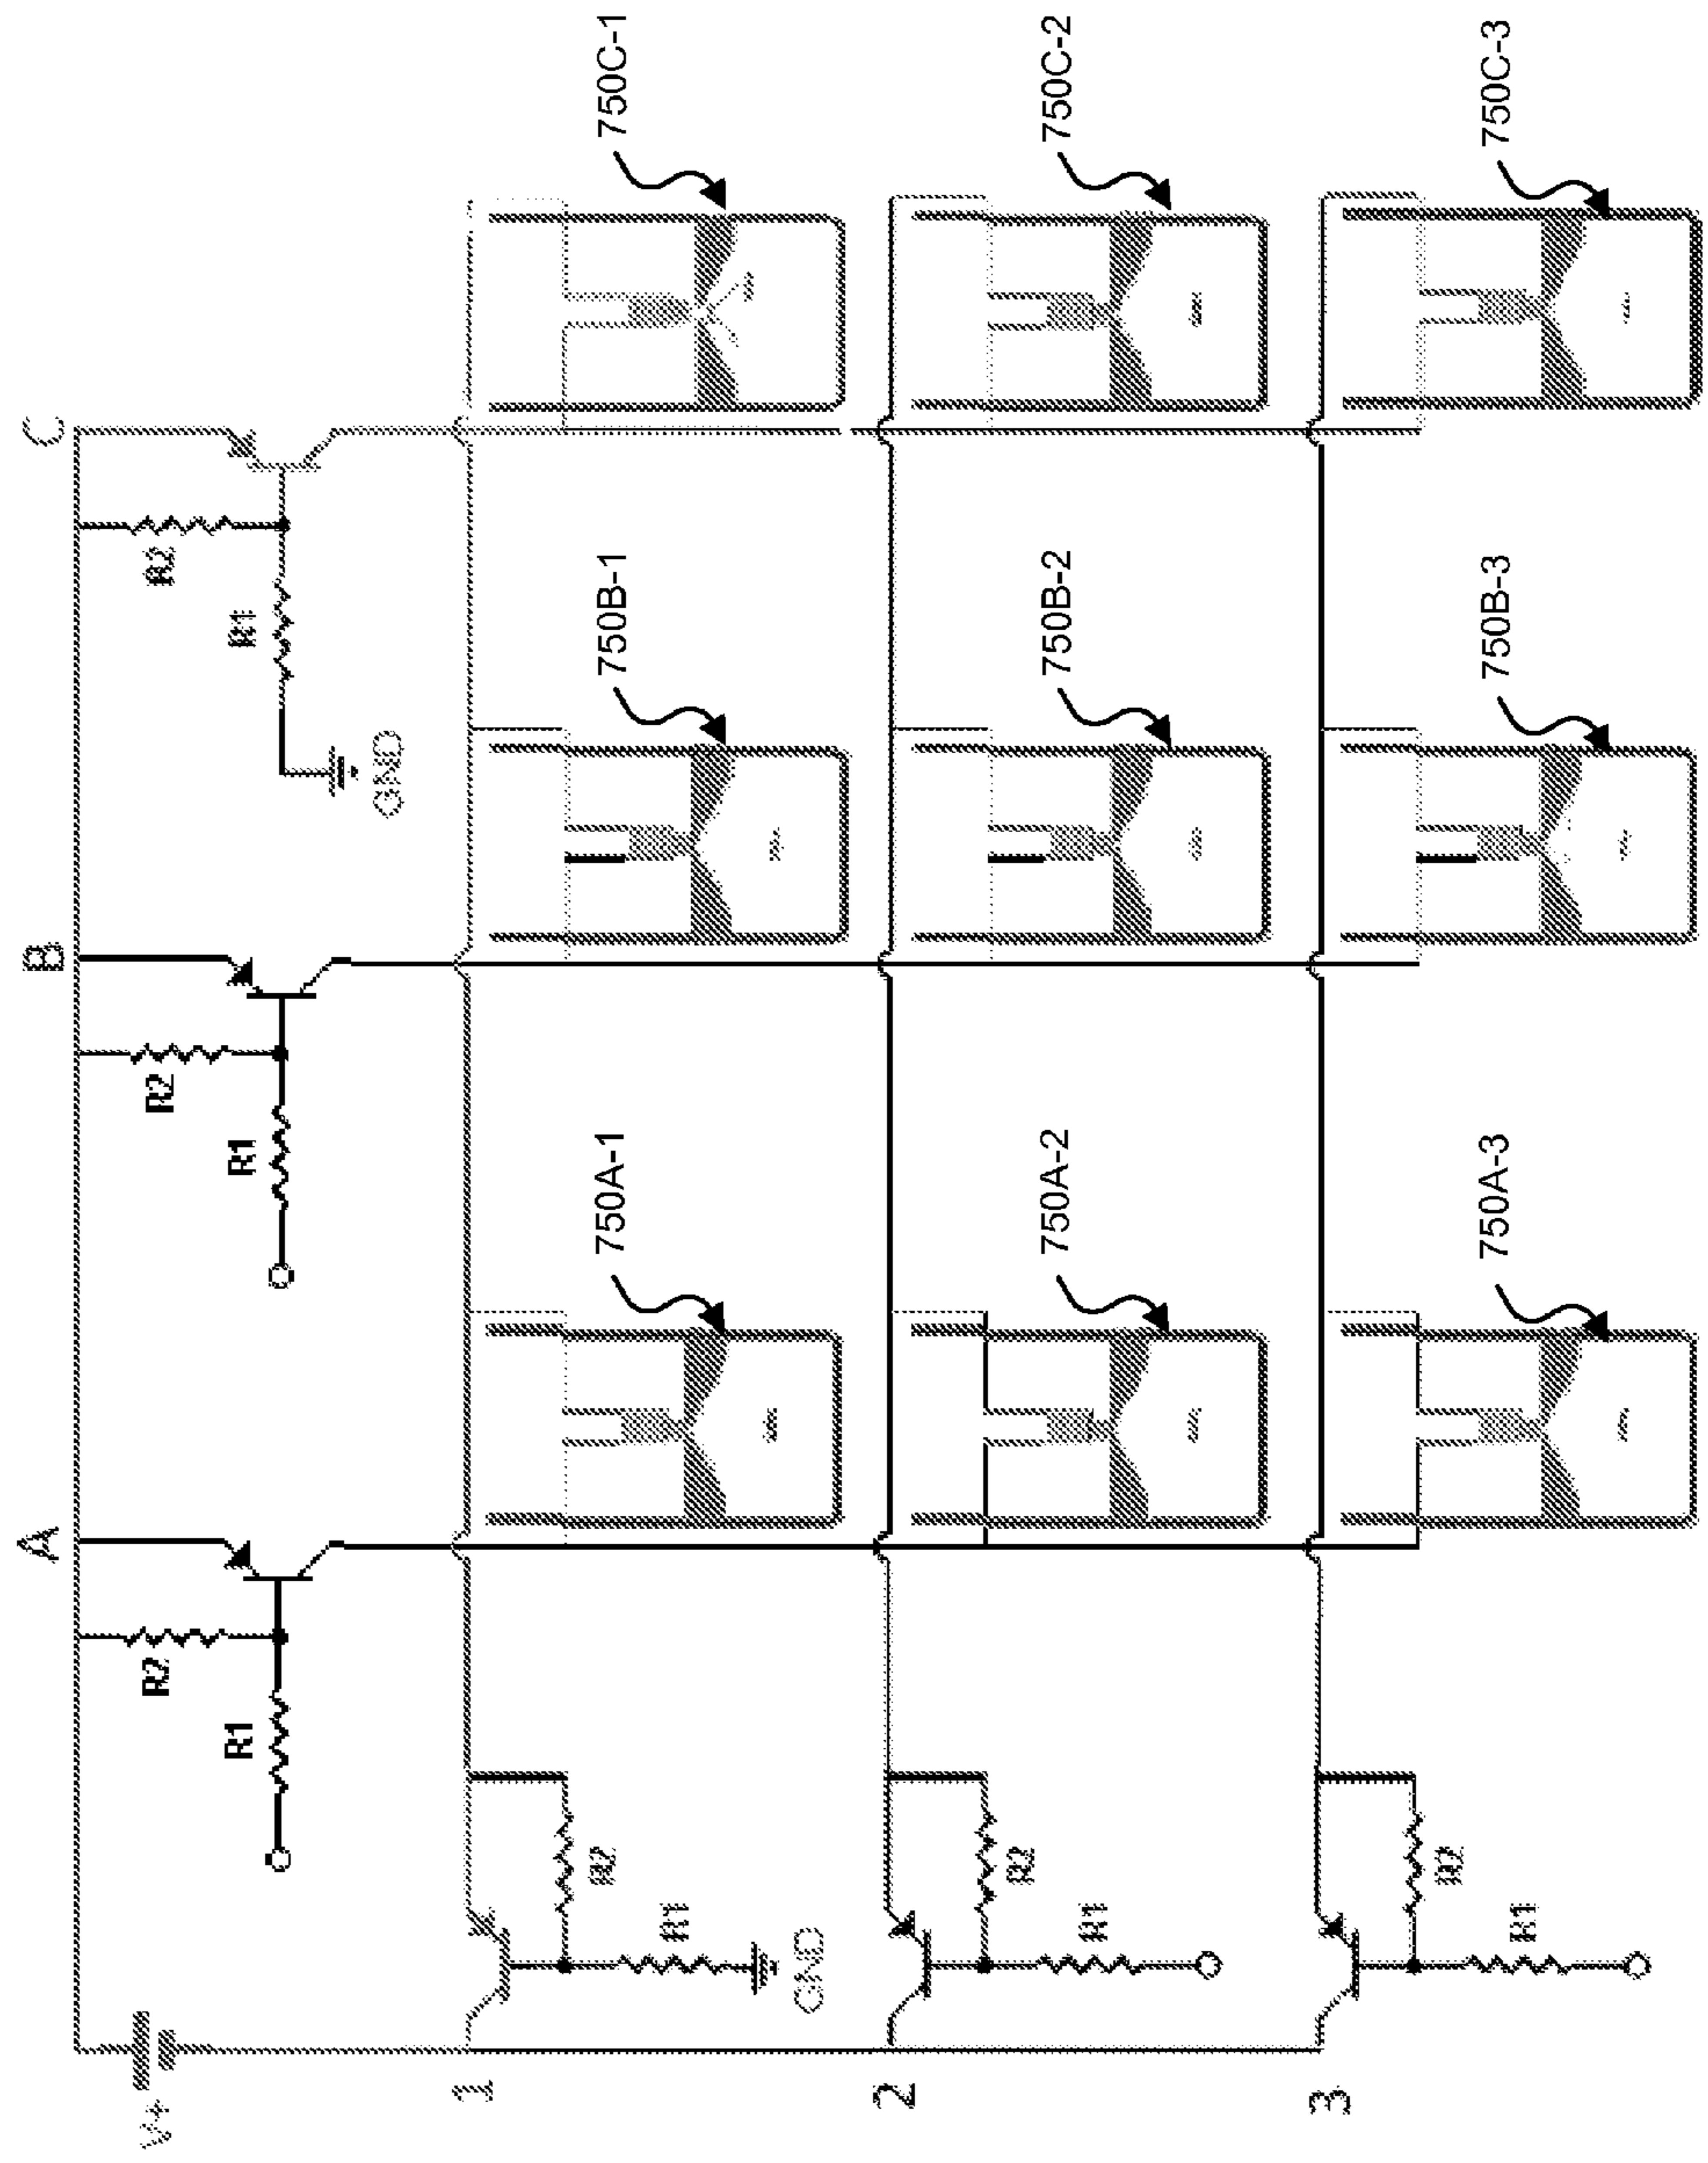 V+
A
B
C
R2
R1
R2
R1
R2
R1
GND
1
2
3
R2
R1
GND
R2
R1
R2
R1
750A-1
750B-1
750C-1
750A-2
750B-2
750C-2
750A-3
750B-3
750C-3